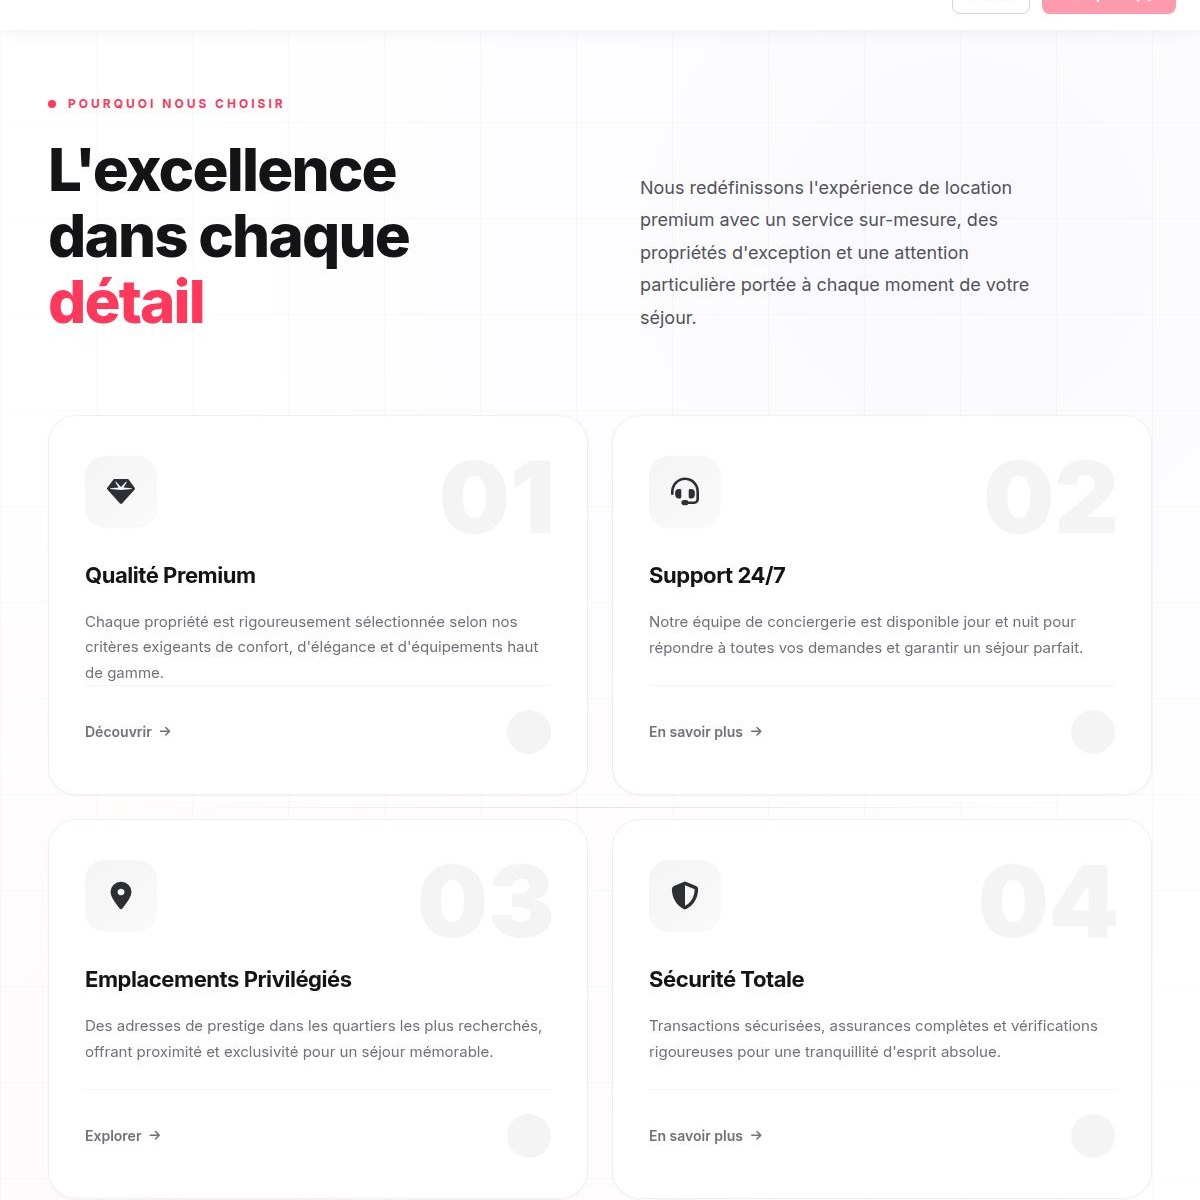 POURQUOI NOUS CHOISIR
L'excellence
dans chaque
détail
Nous redéfinissons l'expérience de location
premium avec un service sur-mesure, des
propriétés d'exception et une attention
particulière portée à chaque moment de votre
séjour.
01
Qualité Premium
Chaque propriété est rigoureusement sélectionnée selon nos
critères exigeants de confort, d'élégance et d'équipements haut
de gamme.
Découvrir →
02
Support 24/7
Notre équipe de conciergerie est disponible jour et nuit pour
répondre à toutes vos demandes et garantir un séjour parfait.
En savoir plus →
03
Emplacements Privilégiés
Des adresses de prestige dans les quartiers les plus recherchés,
offrant proximité et exclusivité pour un séjour mémorable.
Explorer →
04
Sécurité Totale
Transactions sécurisées, assurances complètes et vérifications
rigoureuses pour une tranquillité d'esprit absolue.
En savoir plus →